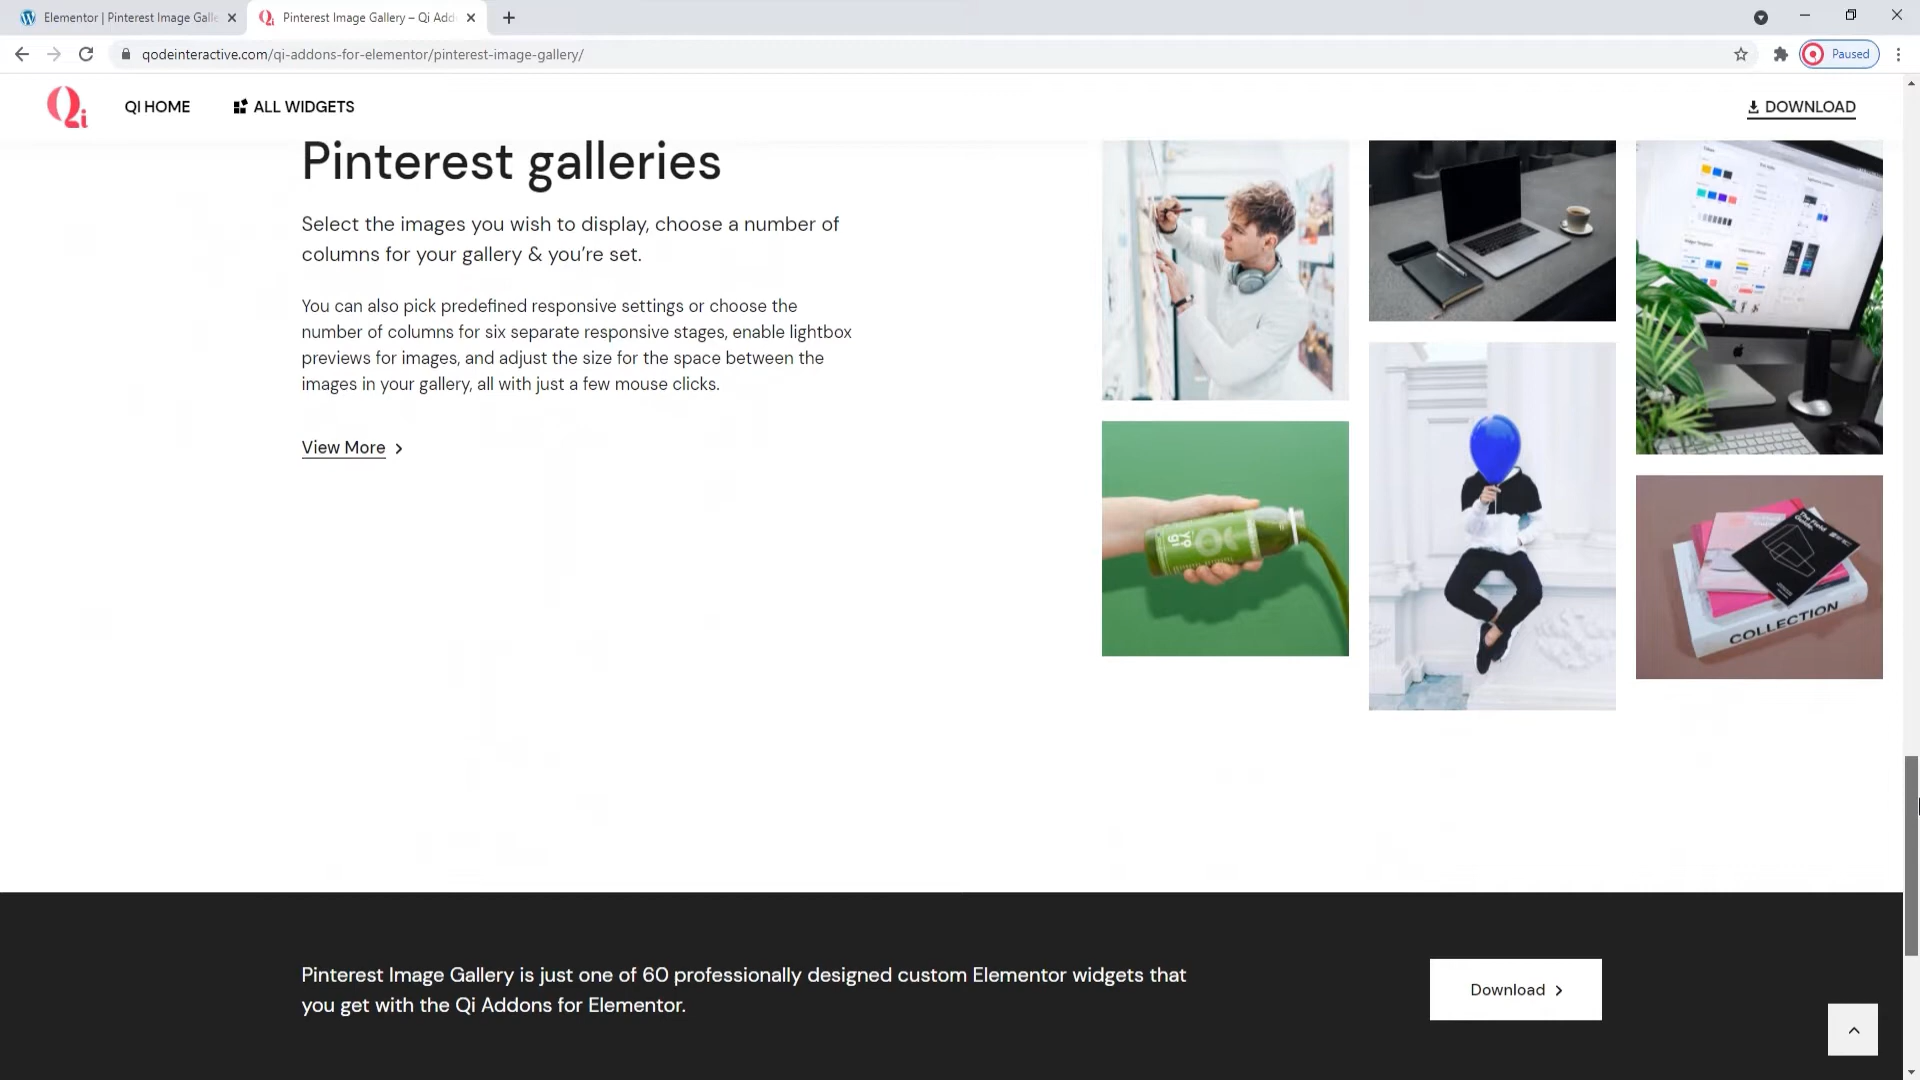 Elementor | Pinterest Image Galle
Pinterest Image Gallery – Qi Add
qodeinteractive.com/qi-addons-for-elementor/pinterest-image-gallery/
Paused
Qi
QI HOME
ALL WIDGETS
DOWNLOAD
Pinterest galleries
Select the images you wish to display, choose a number of
columns for your gallery & you’re set.
You can also pick predefined responsive settings or choose the
number of columns for six separate responsive stages, enable lightbox
previews for images, and adjust the size for the space between the
images in your gallery, all with just a few mouse clicks.
View More
COLLECTION
Pinterest Image Gallery is just one of 60 professionally designed custom Elementor widgets that
you get with the Qi Addons for Elementor.
Download